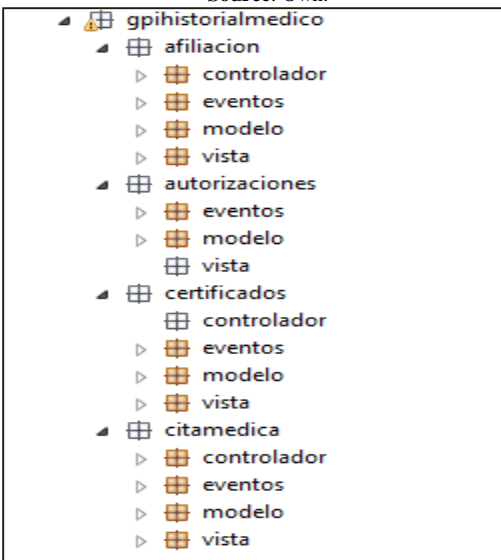 Source: Own.
gpihistorialmedico
afiliacion
controlador
eventos
modelo
vista
autorizaciones
eventos
modelo
vista
certificados
controlador
eventos
modelo
vista
citamedica
controlador
eventos
modelo
vista